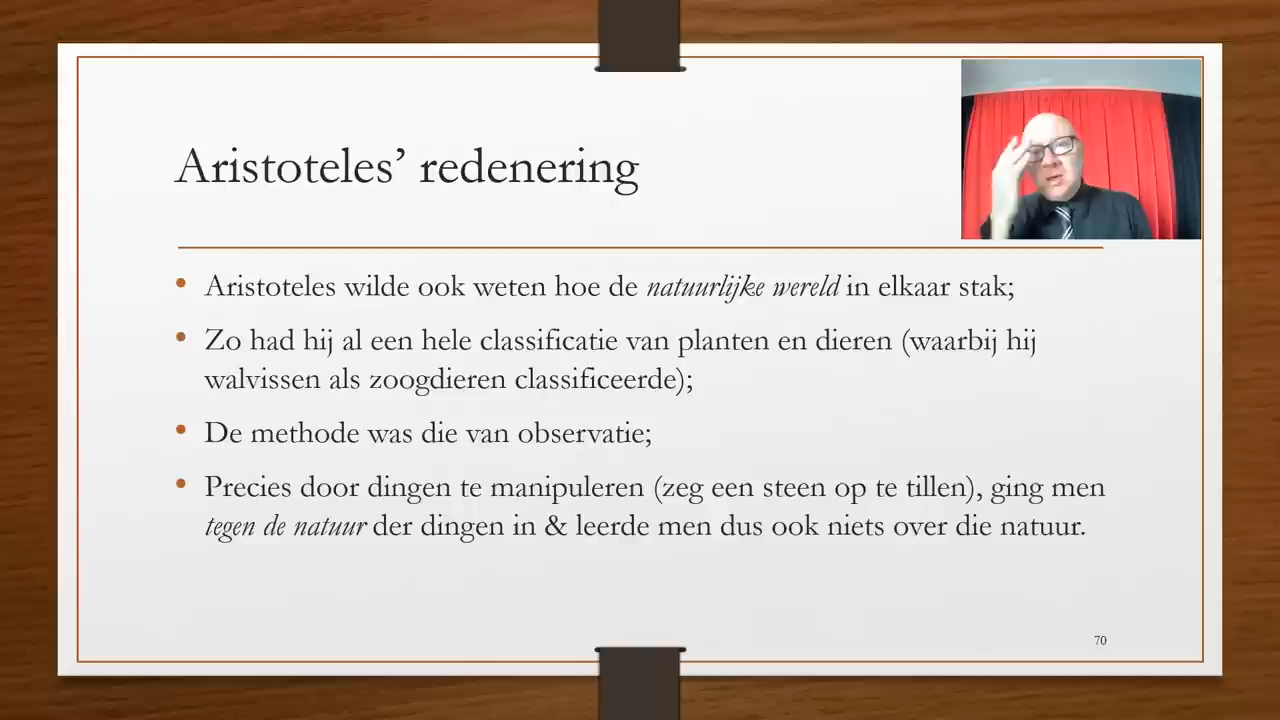 Aristoteles’ redenering
• Aristoteles wilde ook weten hoe de natuurlijke wereld in elkaar stak;
• Zo had hij al een hele classificatie van planten en dieren (waarbij hij
walvissen als zoogdieren classificeerde);
• De methode was die van observatie;
• Precies door dingen te manipuleren (zeg een steen op te tillen), ging men
tegen de natuur der dingen in & leerde men dus ook niets over die natuur.
70